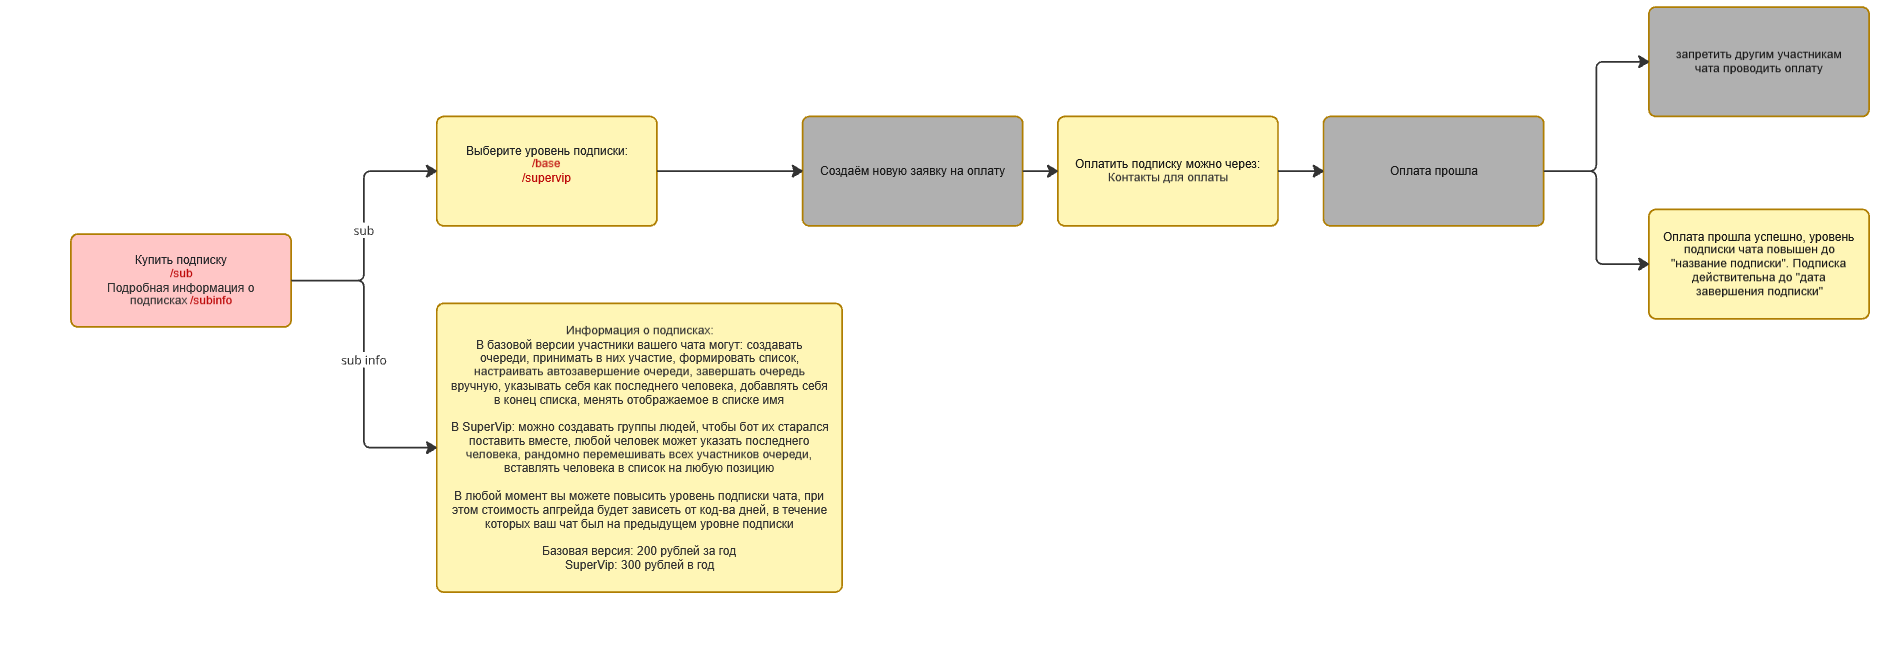 Купить подписку
/sub
Подробная информация о
подписках /subinfo
sub
sub info
Выберите уровень подписки:
/base
/supervip
Создаём новую заявку на оплату
Оплатить подписку можно через:
Контакты для оплаты
Оплата прошла
запретить другим участникам
чата проводить оплату
Оплата прошла успешно, уровень
подписки чата повышен до
"название подписки". Подписка
действительна до "дата
завершения подписки"
Информация о подписках:
В базовой версии участники вашего чата могут: создавать
очереди, принимать в них участие, формировать список,
настраивать автозавершение очереди, завершать очередь
вручную, указывать себя как последнего человека, добавлять себя
в конец списка, менять отображаемое в списке имя
В SuperVip: можно создавать группы людей, чтобы бот их старался
поставить вместе, любой человек может указать последнего
человека, рандомно перемешивать всех участников очереди,
вставлять человека в список на любую позицию
В любой момент вы можете повысить уровень подписки чата, при
этом стоимость апгрейда будет зависеть от код-ва дней, в течение
которых ваш чат был на предыдущем уровне подписки
Базовая версия: 200 рублей за год
SuperVip: 300 рублей в год